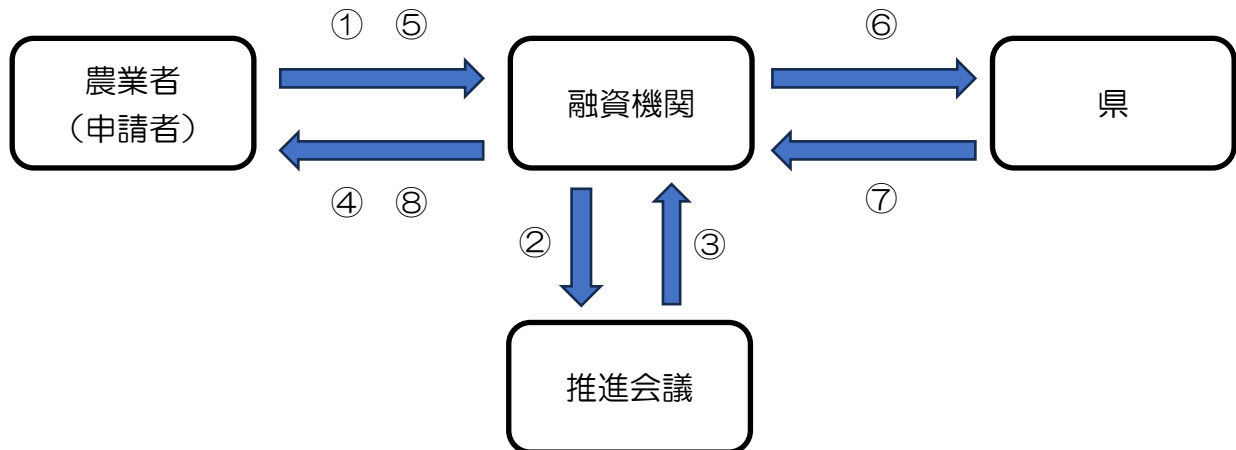 ① ⑤
⑥
農業者
（申請者）
融資機関
県
④ ⑧
⑦
②
③
推進会議